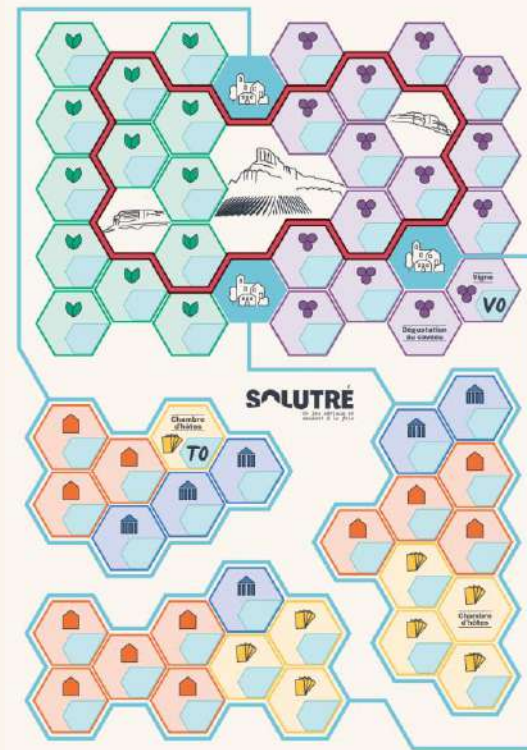 Vigne
VO
Dégustation
au caveau
SOLUTRÉ
Chambre
d'hôtes
TO
Chambre
d'hôtes